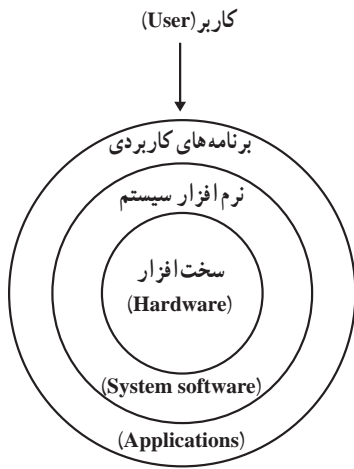 کاربر(User)
برنامه‌های کاربردی
نرم‌افزار سیستم
سخت‌افزار
(Hardware)
(System software)
(Applications)